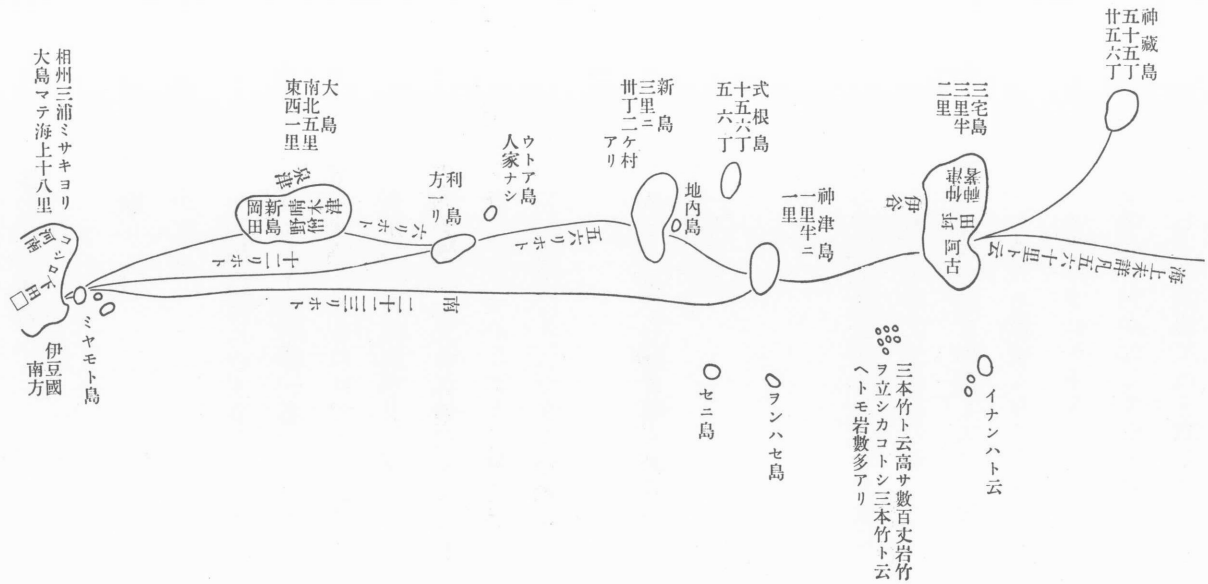 神藏島
五十五丁
廿五六丁
三宅島
三里半
二里
神着
坪田
阿古
伊谷
海上未詳凡五六十里ト云
イナンハト云
三本竹ト云高サ數百丈岩竹
ヲ立シカコトシ三本竹ト云
ヘトモ岩數多アリ
式根島
十五六丁
五六丁
神津島
一里半ニ
一里
ヲンハセ島
セニ島
新島
三里ニ
卅丁二ケ村
アリ
地内島
五六リホト
利島
方一リ
ウトア島
人家ナシ
六リホト
大島
南北五里
東西一里
泉津
新島
岡田
野増
差木地
十二リホト
南
二十二三リホト
相州三浦ミサキヨリ
大島マテ海上十八里
下田
ミヤモト島
伊豆國
南方